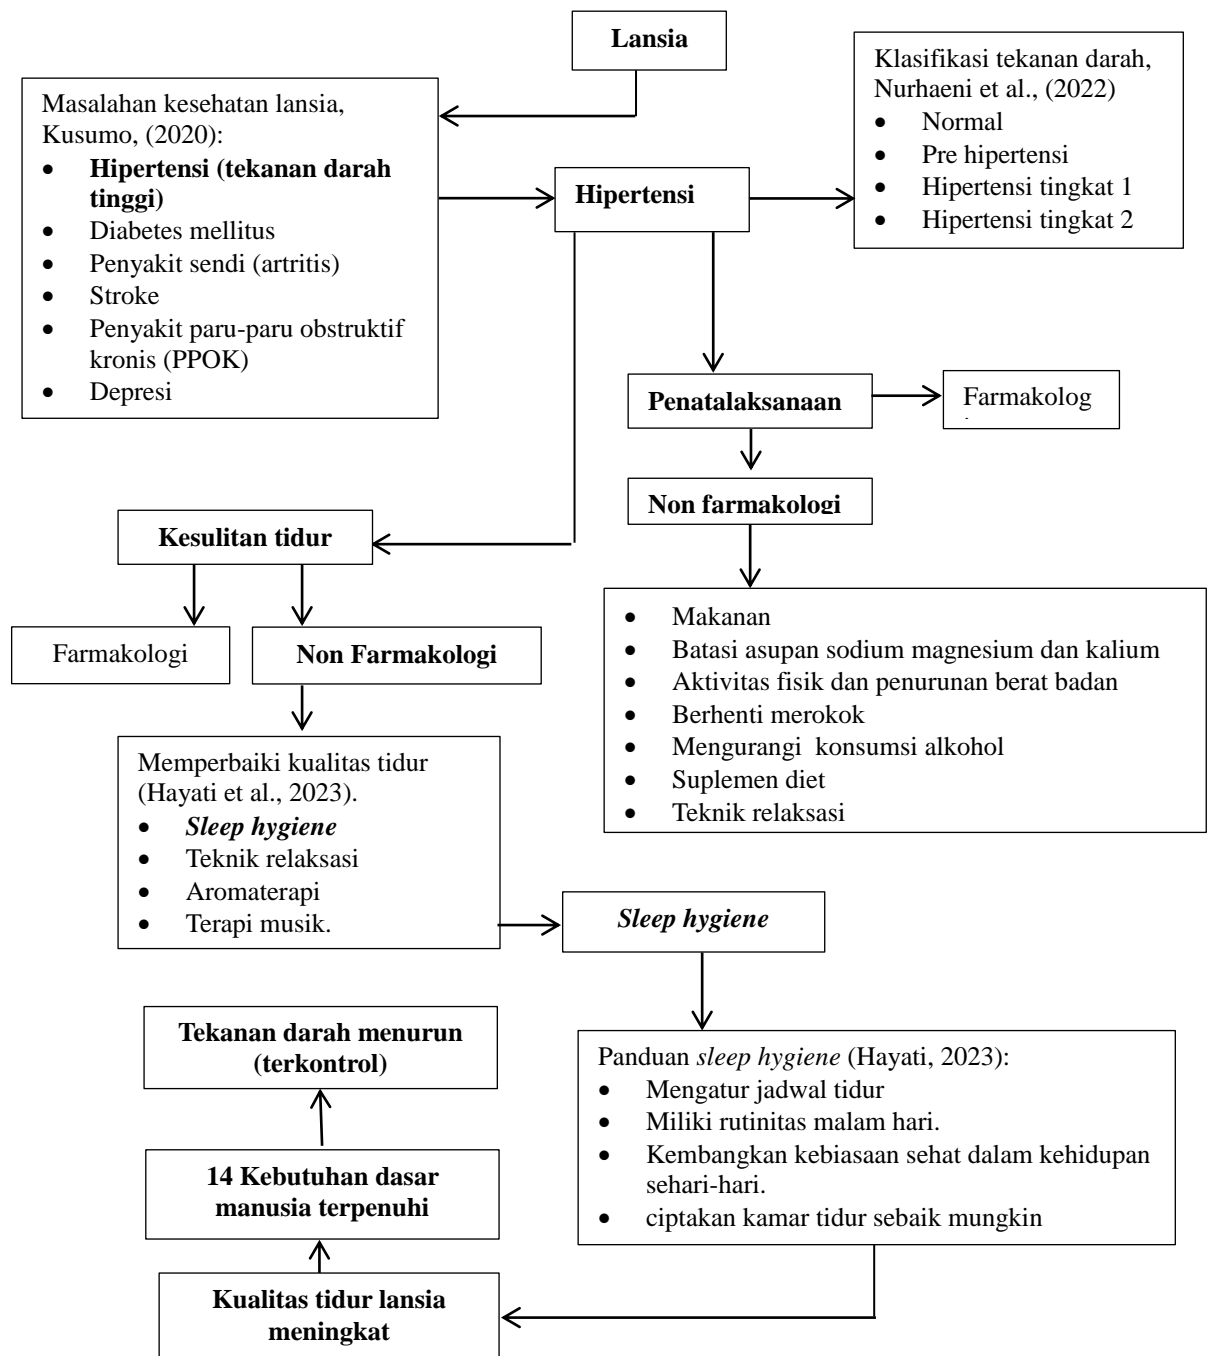 Lansia
Masalahan kesehatan lansia,
Kusumo, (2020):
• Hipertensi (tekanan darah
tinggi)
• Diabetes mellitus
• Penyakit sendi (artritis)
• Stroke
• Penyakit paru-paru obstruktif
kronis (PPOK)
• Depresi
Hipertensi
Klasifikasi tekanan darah,
Nurhaeni et al., (2022)
• Normal
• Pre hipertensi
• Hipertensi tingkat 1
• Hipertensi tingkat 2
Penatalaksanaan
Farmakolog
Non farmakologi
• Makanan
• Batasi asupan sodium magnesium dan kalium
• Aktivitas fisik dan penurunan berat badan
• Berhenti merokok
• Mengurangi konsumsi alkohol
• Suplemen diet
• Teknik relaksasi
Kesulitan tidur
Farmakologi
Non Farmakologi
Memperbaiki kualitas tidur
(Hayati et al., 2023).
• Sleep hygiene
• Teknik relaksasi
• Aromaterapi
• Terapi musik.
Sleep hygiene
Panduan sleep hygiene (Hayati, 2023):
• Mengatur jadwal tidur
• Miliki rutinitas malam hari.
• Kembangkan kebiasaan sehat dalam kehidupan
sehari-hari.
• ciptakan kamar tidur sebaik mungkin
Kualitas tidur lansia
meningkat
14 Kebutuhan dasar
manusia terpenuhi
Tekanan darah menurun
(terkontrol)